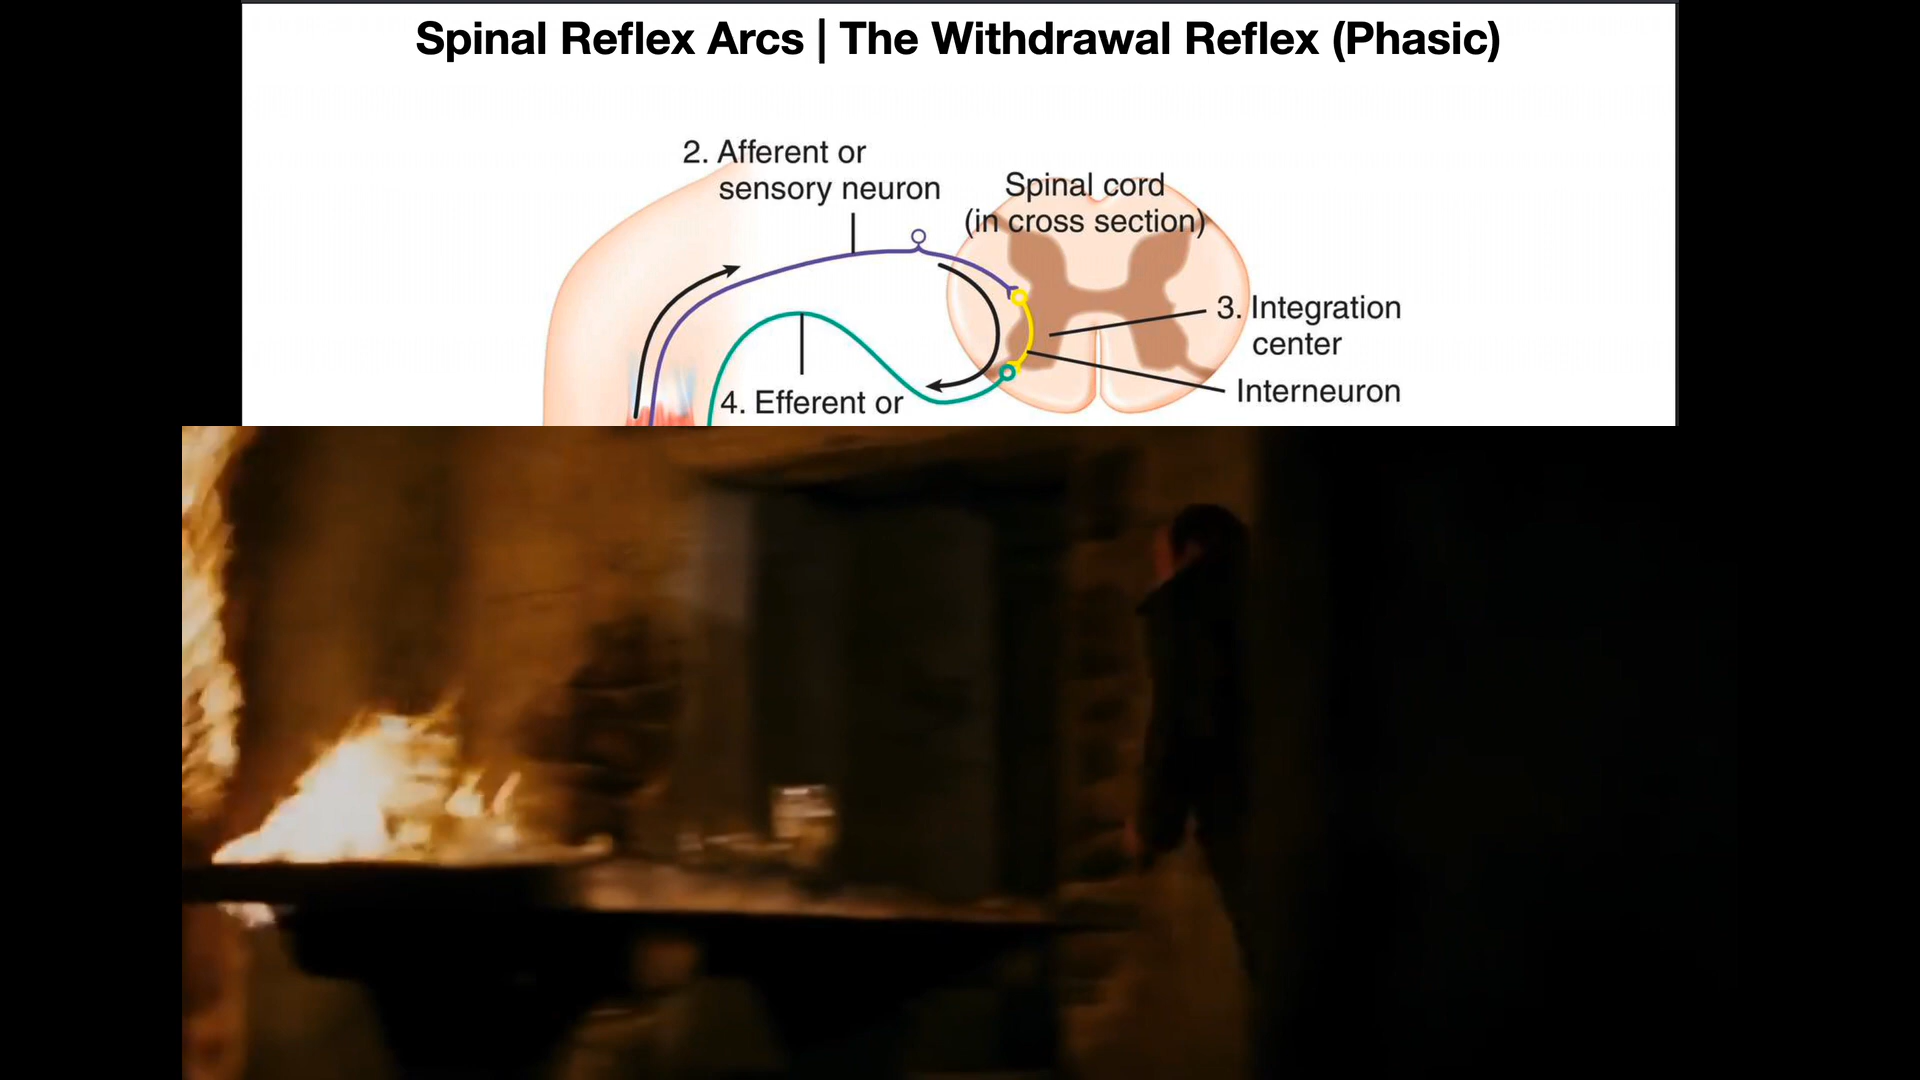 Spinal Reflex Arcs | The Withdrawal Reflex (Phasic)
2. Afferent or
sensory neuron
Spinal cord
(in cross section)
3. Integration
center
Interneuron
4. Efferent or